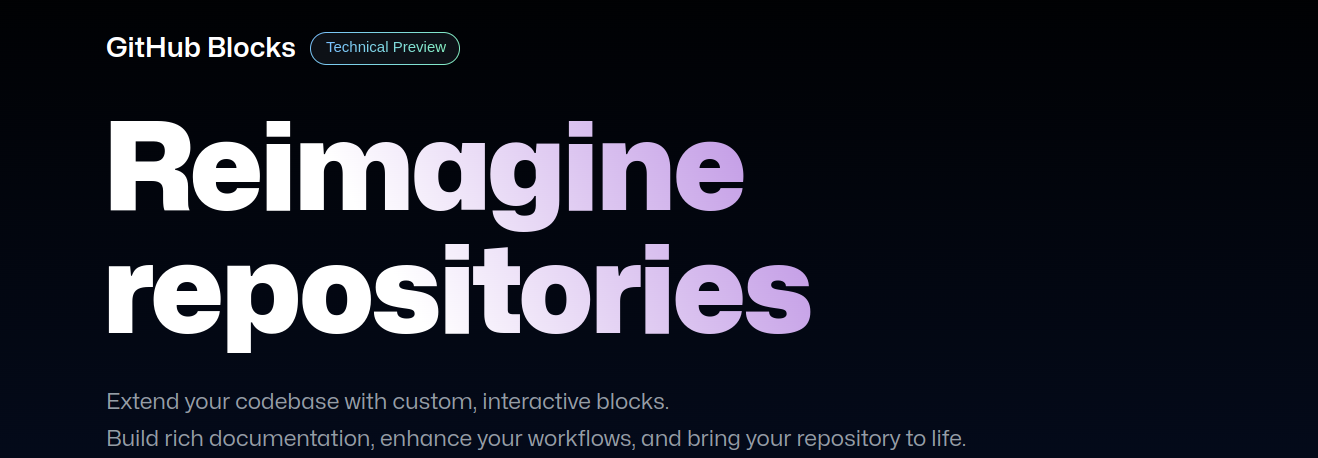 GitHub Blocks Technical Preview
Reimagine
repositories
Extend your codebase with custom, interactive blocks.
Build rich documentation, enhance your workflows, and bring your repository to life.